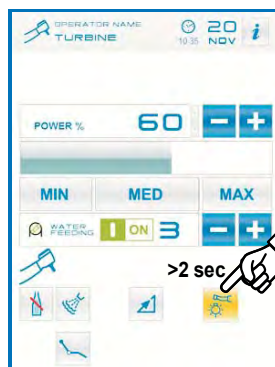 OPERATOR NAME
TURBINE
10:35
20
NOV
i
POWER %
60
MIN MED MAX
WATER
FEEDING
I ON 3
>2 sec